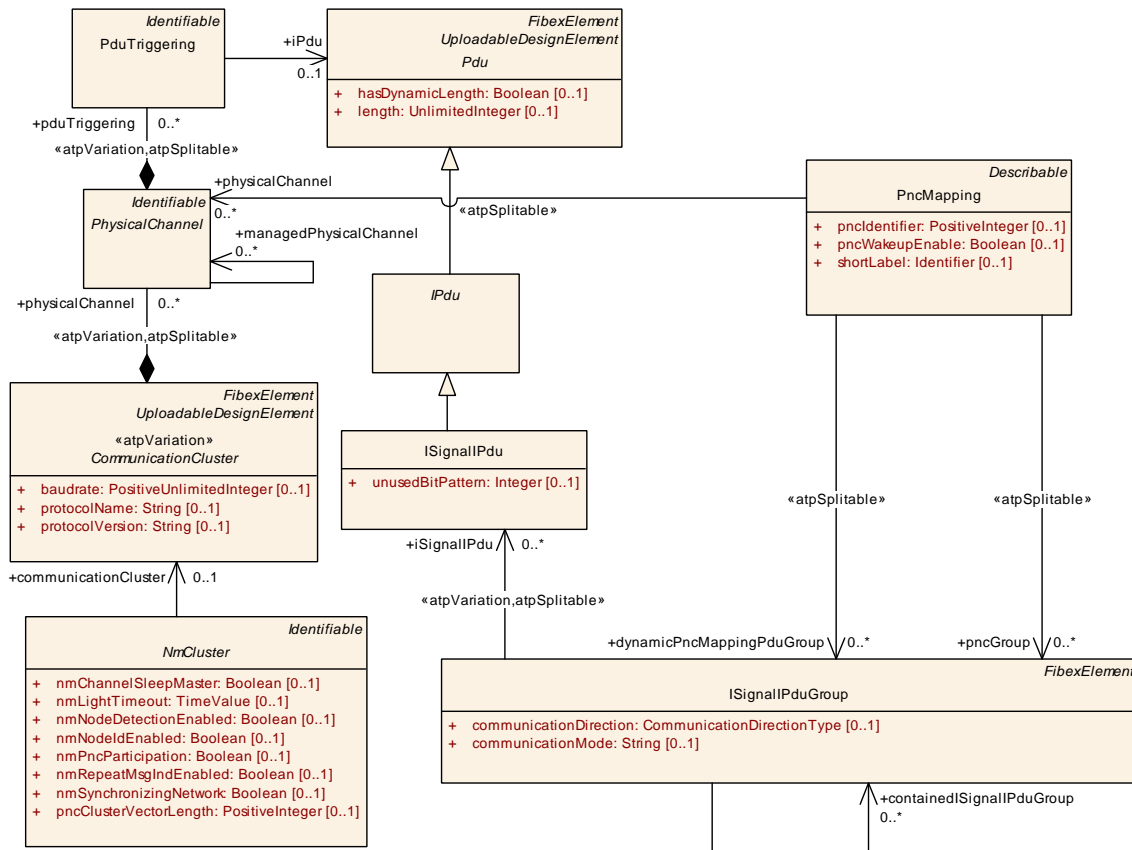 Identifiable
PduTriggering
+iPdu
0..1
FibexElement
UploadableDesignElement
Pdu
+ hasDynamicLength: Boolean [0..1]
+ length: UnlimitedInteger [0..1]
+pduTriggering 0..*
«atpVariation,atpSplitable»
Identifiable
PhysicalChannel
+physicalChannel
0..*
«atpSplitable»
+managedPhysicalChannel
0..*
Describable
PncMapping
+ pncIdentifier: PositiveInteger [0..1]
+ pncWakeupEnable: Boolean [0..1]
+ shortLabel: Identifier [0..1]
+physicalChannel 0..*
«atpVariation,atpSplitable»
IPdu
FibexElement
UploadableDesignElement
«atpVariation»
CommunicationCluster
+ baudrate: PositiveUnlimitedInteger [0..1]
+ protocolName: String [0..1]
+ protocolVersion: String [0..1]
ISignalIPdu
+ unusedBitPattern: Integer [0..1]
«atpSplitable»
«atpSplitable»
+iSignalIPdu 0..*
«atpVariation,atpSplitable»
+communicationCluster 0..1
Identifiable
NmCluster
+ nmChannelSleepMaster: Boolean [0..1]
+ nmLightTimeout: TimeValue [0..1]
+ nmNodeDetectionEnabled: Boolean [0..1]
+ nmNodeIdEnabled: Boolean [0..1]
+ nmPncParticipation: Boolean [0..1]
+ nmRepeatMsgIndEnabled: Boolean [0..1]
+ nmSynchronizingNetwork: Boolean [0..1]
+ pncClusterVectorLength: PositiveInteger [0..1]
+dynamicPncMappingPduGroup 0..*
+pncGroup 0..*
FibexElement
ISignalIPduGroup
+ communicationDirection: CommunicationDirectionType [0..1]
+ communicationMode: String [0..1]
+containedISignalIPduGroup
0..*